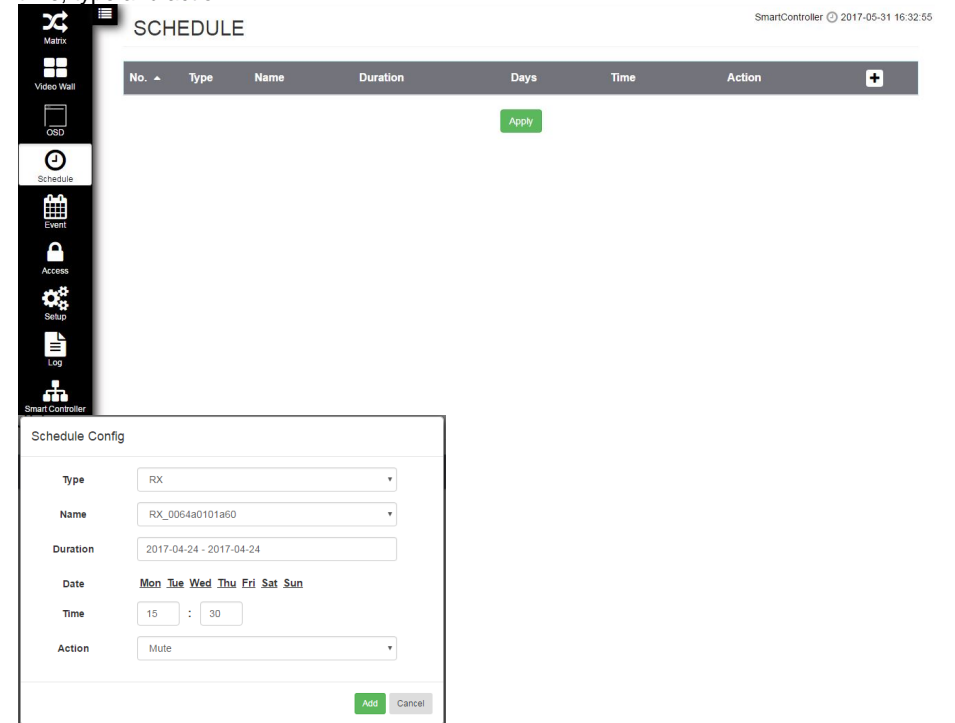 SmartController 2017-05-31 16:32:55
Matrix
SCHEDULE
Video Wall
No. Type Name Duration Days Time Action
OSD
Apply
Schedule
Event
Access
Setup
Log
Smart Controller
Schedule Config
Type RX
Name RX_0064a0101a60
Duration 2017-04-24 - 2017-04-24
Date Mon Tue Wed Thu Fri Sat Sun
Time 15 : 30
Action Mute
Add Cancel